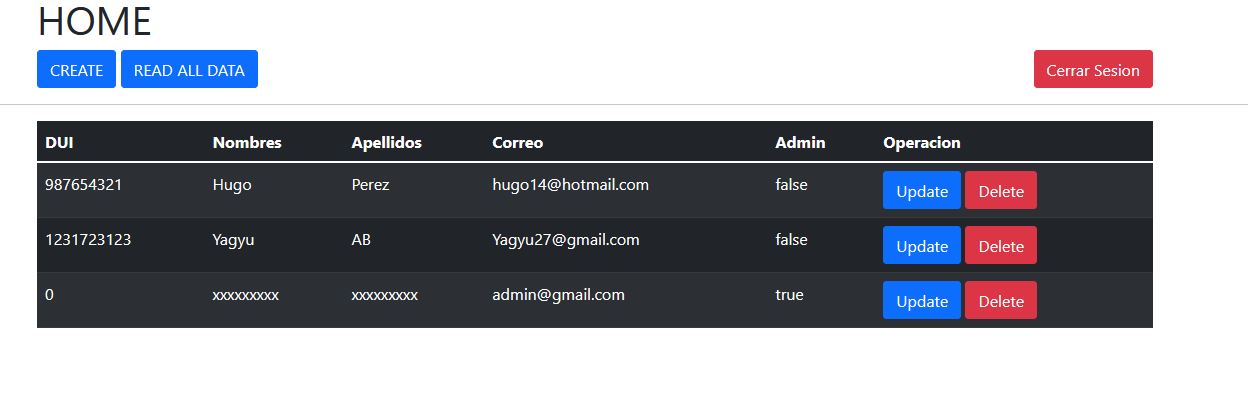 HOME
CREATE READ ALL DATA Cerrar Sesion
DUI Nombres Apellidos Correo Admin Operacion
987654321 Hugo Perez hugo14@hotmail.com false Update Delete
1231723123 Yagyu AB Yagyu27@gmail.com false Update Delete
0 xxxxxxxxx xxxxxxxxx admin@gmail.com true Update Delete